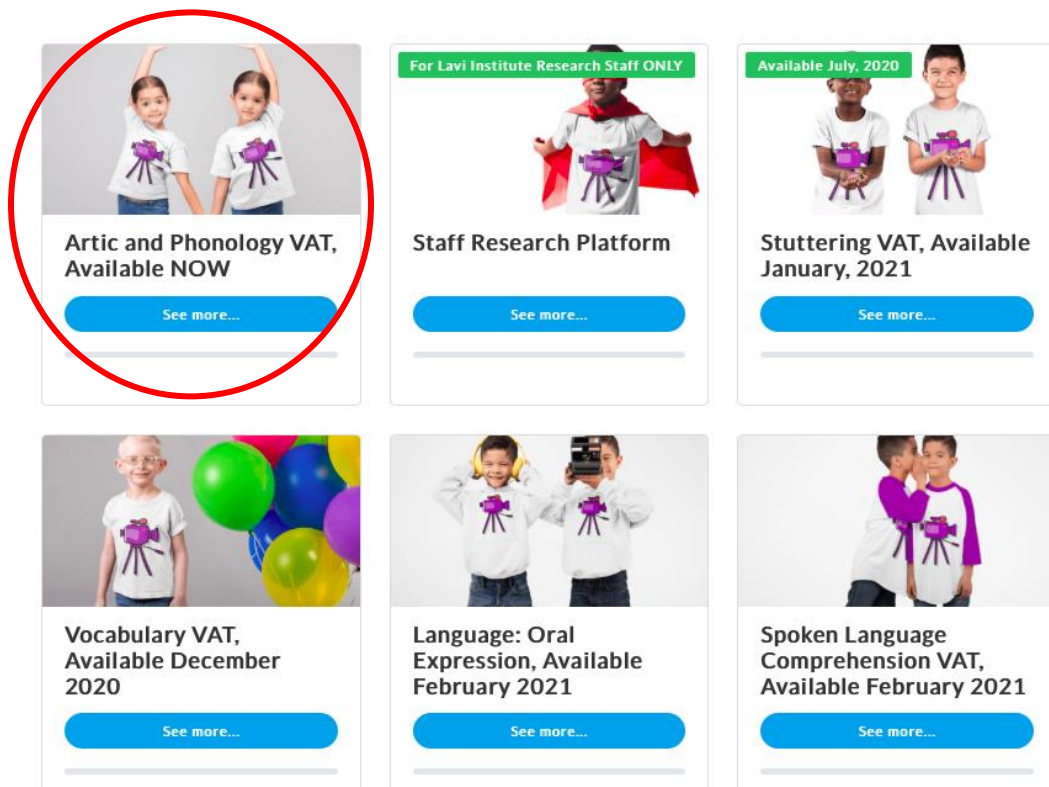 For Lavi Institute Research Staff ONLY
Available July, 2020
Artic and Phonology VAT,
Available NOW
See more...
Staff Research Platform
See more...
Stuttering VAT, Available
January, 2021
See more...
Vocabulary VAT,
Available December
2020
See more...
Language: Oral
Expression, Available
February 2021
See more...
Spoken Language
Comprehension VAT,
Available February 2021
See more...